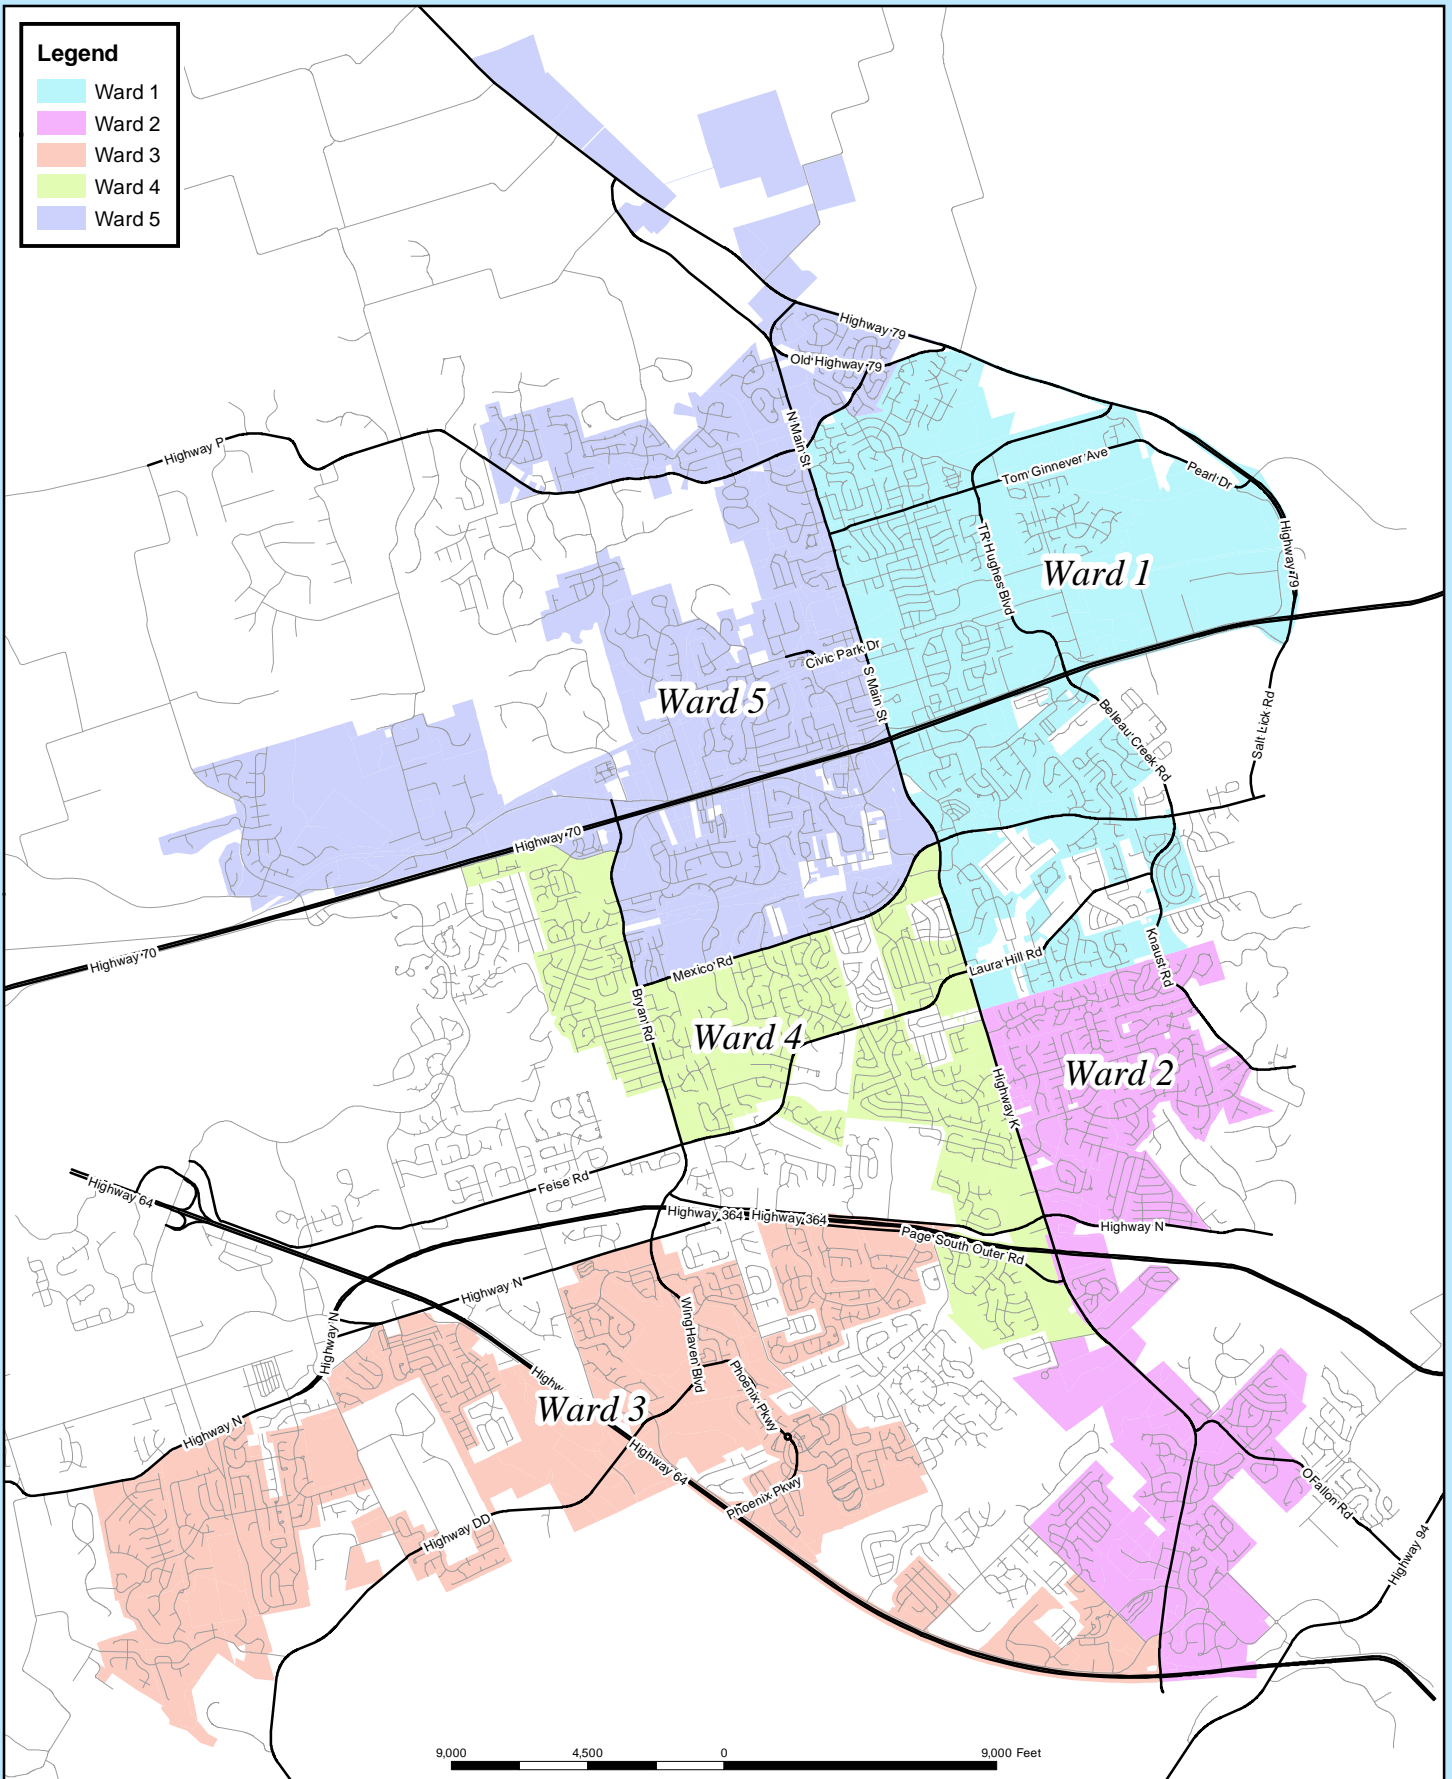 Legend
Ward 1
Ward 2
Ward 3
Ward 4
Ward 5
Highway 79
Old Highway 79
N Main St
Highway P
Tom Ginnever Ave
Pearl Dr
TR Hughes Blvd
Highway 79
Ward 1
Civic Park Dr
S Main St
Ward 5
Belleau Creek Rd
Salt Lick Rd
Highway 70
Highway 70
Mexico Rd
Laura Hill Rd
Knaust Rd
Bryan Rd
Ward 4
Ward 2
Highway K
Highway 64
Feise Rd
Highway 364
Highway 364
Highway N
Page South Outer Rd
Highway N
Highway N
WingHaven Blvd
Phoenix Pkwy
Ward 3
Highway N
Highway 64
Phoenix Pkwy
OFallon Rd
Highway DD
Highway 94
9,000 4,500 0 9,000 Feet